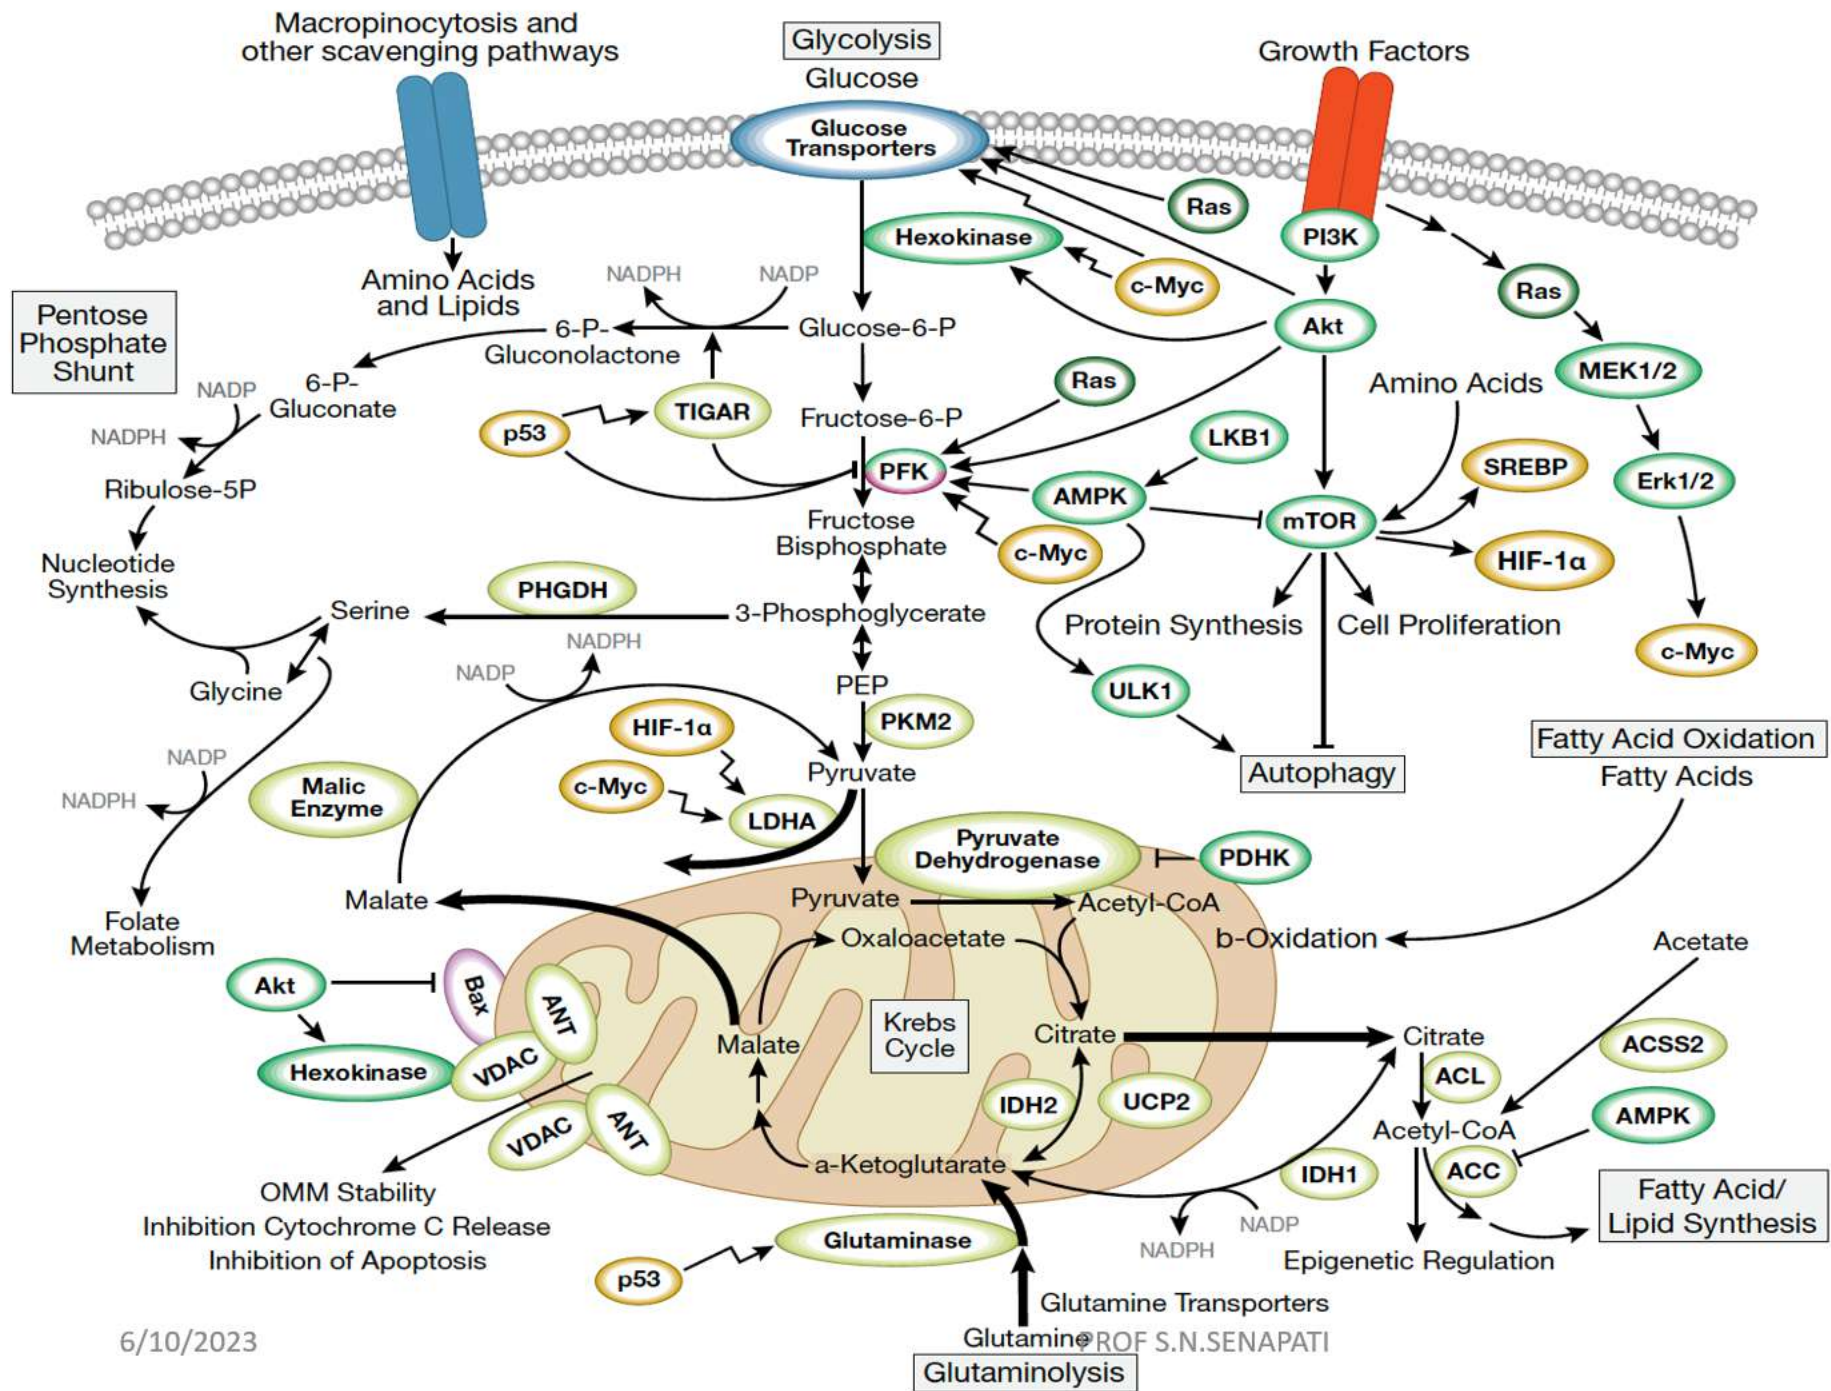 Macropinocytosis and
other scavenging pathways
Glycolysis
Glucose
Growth Factors
Glucose
Transporters
Ras
Hexokinase
PI3K
c-Myc
Ras
Amino Acids
and Lipids
NADPH
NADP
Pentose
Phosphate
Shunt
6-P-
Gluconolactone
Glucose-6-P
Akt
MEK1/2
6-P-
Gluconate
NADP
NADPH
TIGAR
p53
Fructose-6-P
Ras
Amino Acids
LKB1
SREBP
Erk1/2
PFK
AMPK
mTOR
Ribulose-5P
Fructose
Bisphosphate
c-Myc
HIF-1α
Nucleotide
Synthesis
PHGDH
Serine
3-Phosphoglycerate
Protein Synthesis
Cell Proliferation
c-Myc
NADPH
NADP
Glycine
PEP
ULK1
HIF-1α
PKM2
Fatty Acid Oxidation
Fatty Acids
NADP
NADPH
Malic
Enzyme
c-Myc
Pyruvate
Autophagy
LDHA
Pyruvate
Dehydrogenase
PDHK
Malate
Pyruvate
Acetyl-CoA
Folate
Metabolism
Oxaloacetate
b-Oxidation
Acetate
Akt
Bax
ANT
Krebs
Cycle
Malate
Citrate
Citrate
ACSS2
Hexokinase
VDAC
IDH2
UCP2
ACL
AMPK
VDAC
ANT
Acetyl-CoA
a-Ketoglutarate
IDH1
ACC
OMM Stability
Inhibition Cytochrome C Release
Inhibition of Apoptosis
Fatty Acid/
Lipid Synthesis
NADP
NADPH
Glutaminase
p53
Epigenetic Regulation
Glutamine Transporters
Glutamine
6/10/2023
PROF S.N.SENAPATI
Glutaminolysis